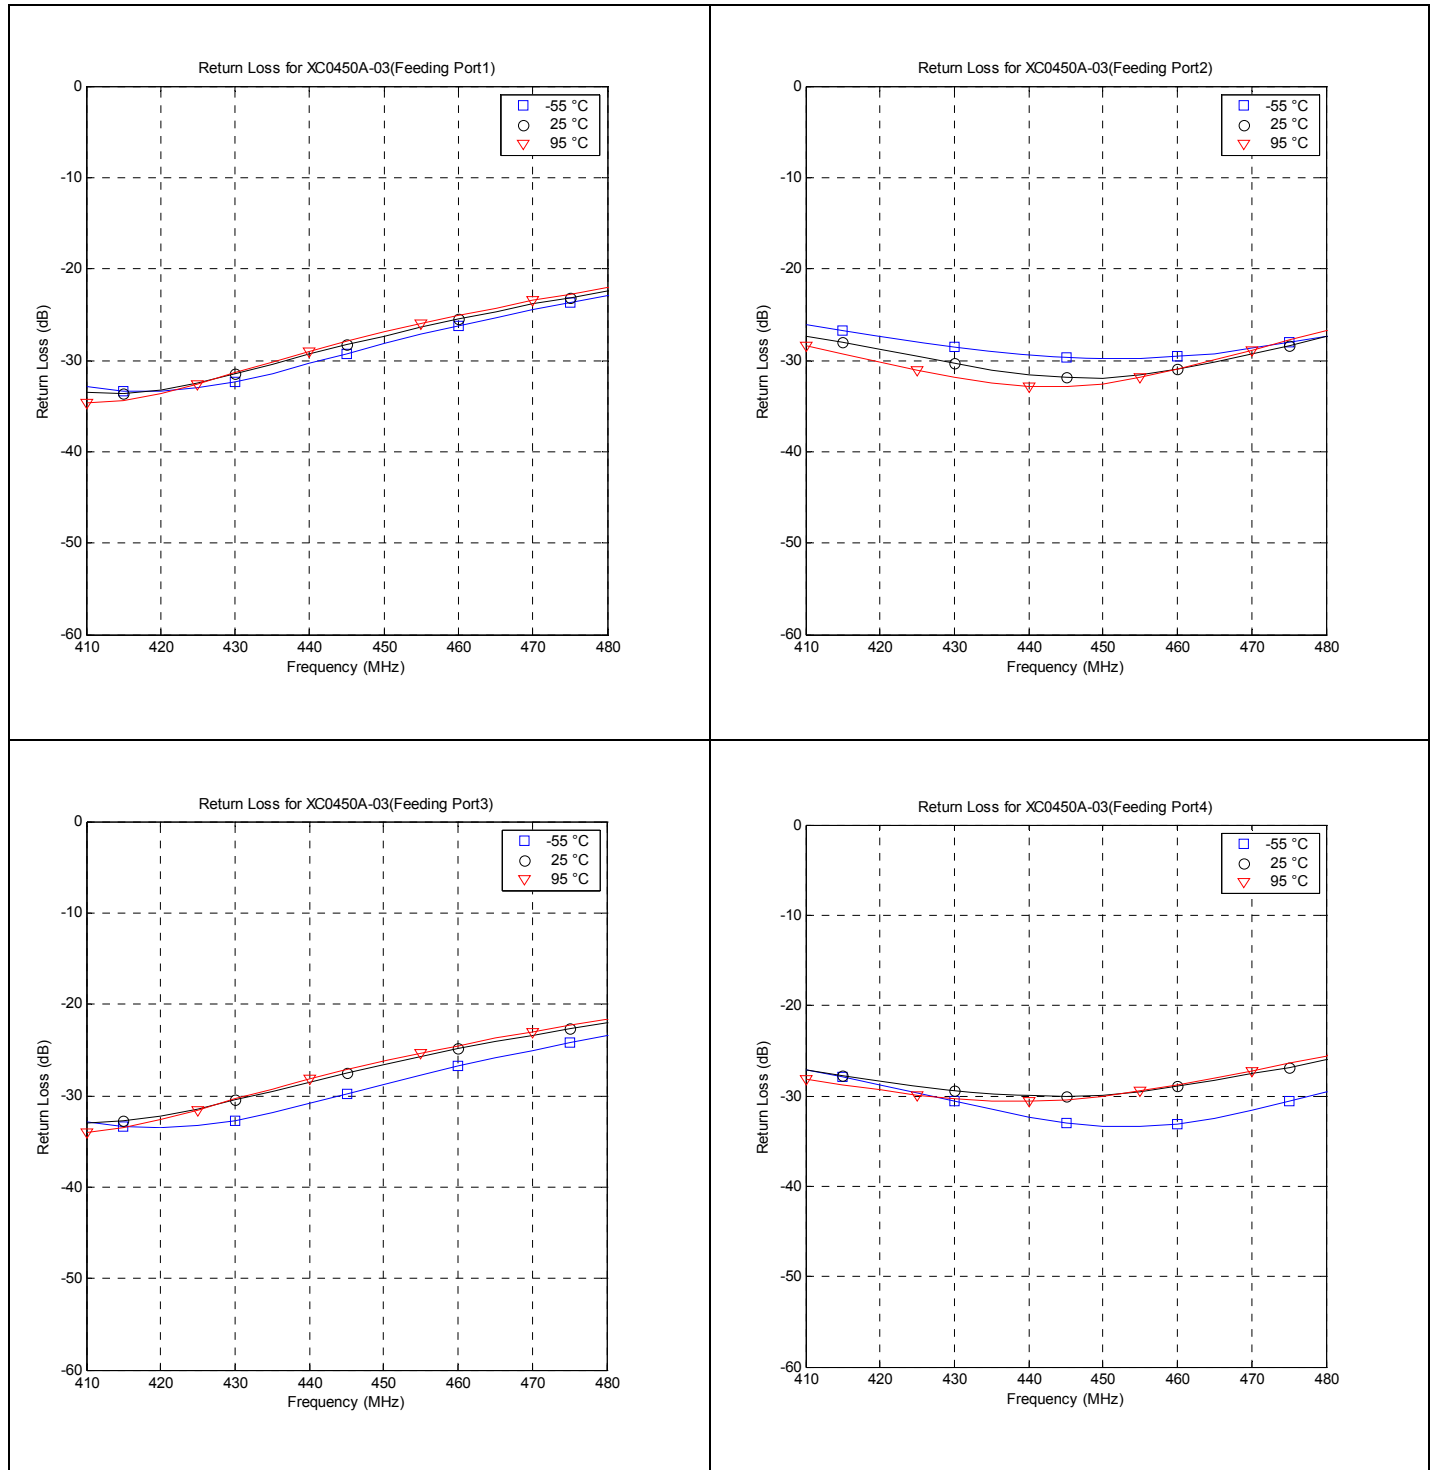 Return Loss for XC0450A-03(Feeding Port1)
0
-10
-20
-30
-40
-50
-60
Return Loss (dB)
-55 °C
25 °C
95 °C
410 420 430 440 450 460 470 480
Frequency (MHz)
Return Loss for XC0450A-03(Feeding Port2)
0
-10
-20
-30
-40
-50
-60
Return Loss (dB)
-55 °C
25 °C
95 °C
410 420 430 440 450 460 470 480
Frequency (MHz)
Return Loss for XC0450A-03(Feeding Port3)
0
-10
-20
-30
-40
-50
-60
Return Loss (dB)
-55 °C
25 °C
95 °C
410 420 430 440 450 460 470 480
Frequency (MHz)
Return Loss for XC0450A-03(Feeding Port4)
0
-10
-20
-30
-40
-50
-60
Return Loss (dB)
-55 °C
25 °C
95 °C
410 420 430 440 450 460 470 480
Frequency (MHz)